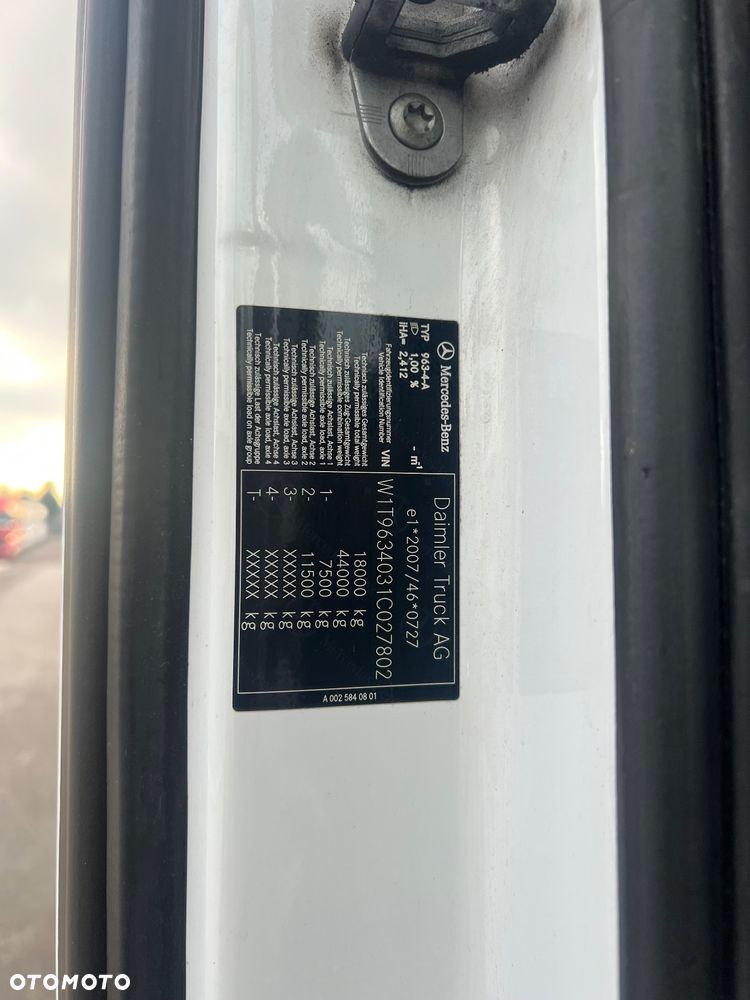 Mercedes-Benz
Daimler Truck AG
TYP 963-4-A
- m⁻¹
e1*2007/46*0727
1,00 %
iHA= 2,412
Fahrzeugidentifizierungsnummer
Vehicle Identification Number
VIN
W1T9634031C027802
Technisch zulässiges Gesamtgewicht
Technically permissible total weight
18000 kg
Technisch zulässiges Zug-Gesamtgewicht
Technically permissible combination weight
44000 kg
Technisch zulässige Achslast, Achse 1
Technically permissible axle load, axle 1
1- 7500 kg
Technisch zulässige Achslast, Achse 2
Technically permissible axle load, axle 2
2- 11500 kg
Technisch zulässige Achslast, Achse 3
Technically permissible axle load, axle 3
3- XXXXX kg
Technisch zulässige Achslast, Achse 4
Technically permissible axle load, axle 4
4- XXXXX kg
Technisch zulässige Last der Achsgruppe
Technically permissible load on axle group
T- XXXXX kg
A 002 584 08 01
OTOMOTO